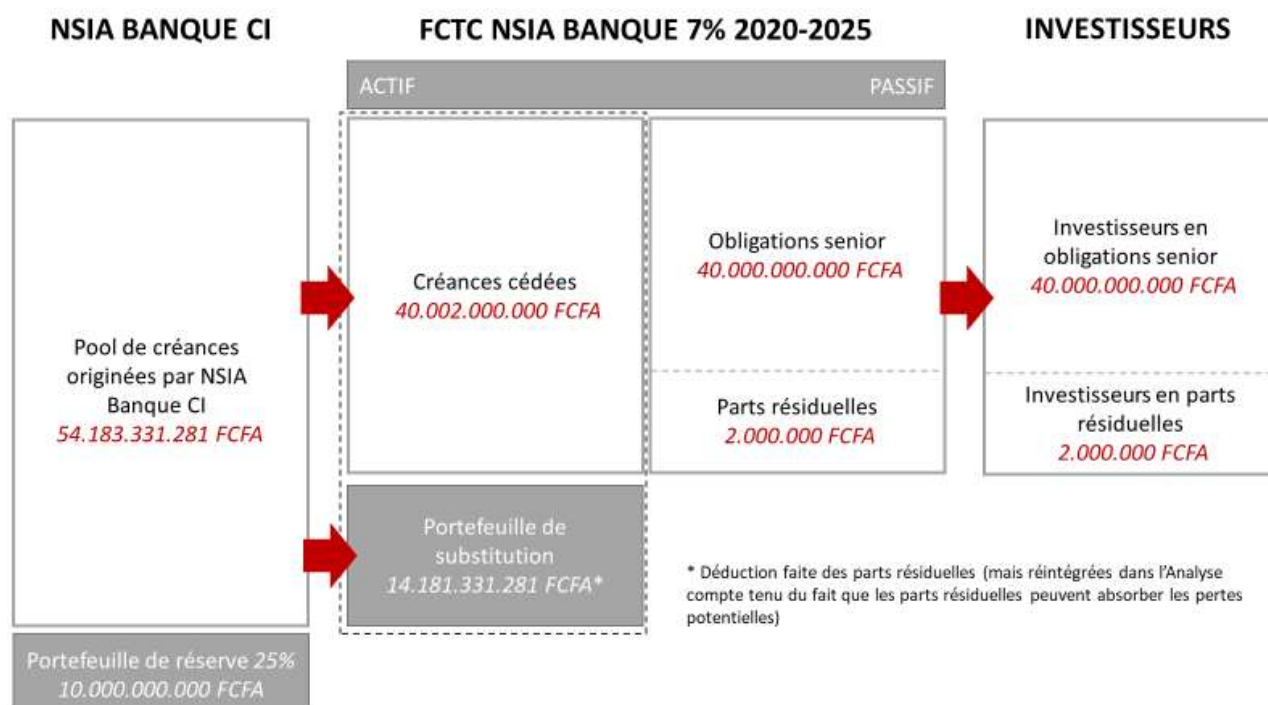 NSIA BANQUE CI
FCTC NSIA BANQUE 7% 2020-2025
INVESTISSEURS
ACTIF
PASSIF
Pool de créances
originées par NSIA
Banque CI
54.183.331.281 FCFA
Portefeuille de réserve 25%
10.000.000.000 FCFA
Créances cédées
40.002.000.000 FCFA
Portefeuille de
substitution
14.181.331.281 FCFA*
Obligations senior
40.000.000.000 FCFA
Parts résiduelles
2.000.000 FCFA
Investisseurs en
obligations senior
40.000.000.000 FCFA
Investisseurs en parts
résiduelles
2.000.000 FCFA
* Déduction faite des parts résiduelles (mais réintégrées dans l'Analyse
compte tenu du fait que les parts résiduelles peuvent absorber les pertes
potentielles)